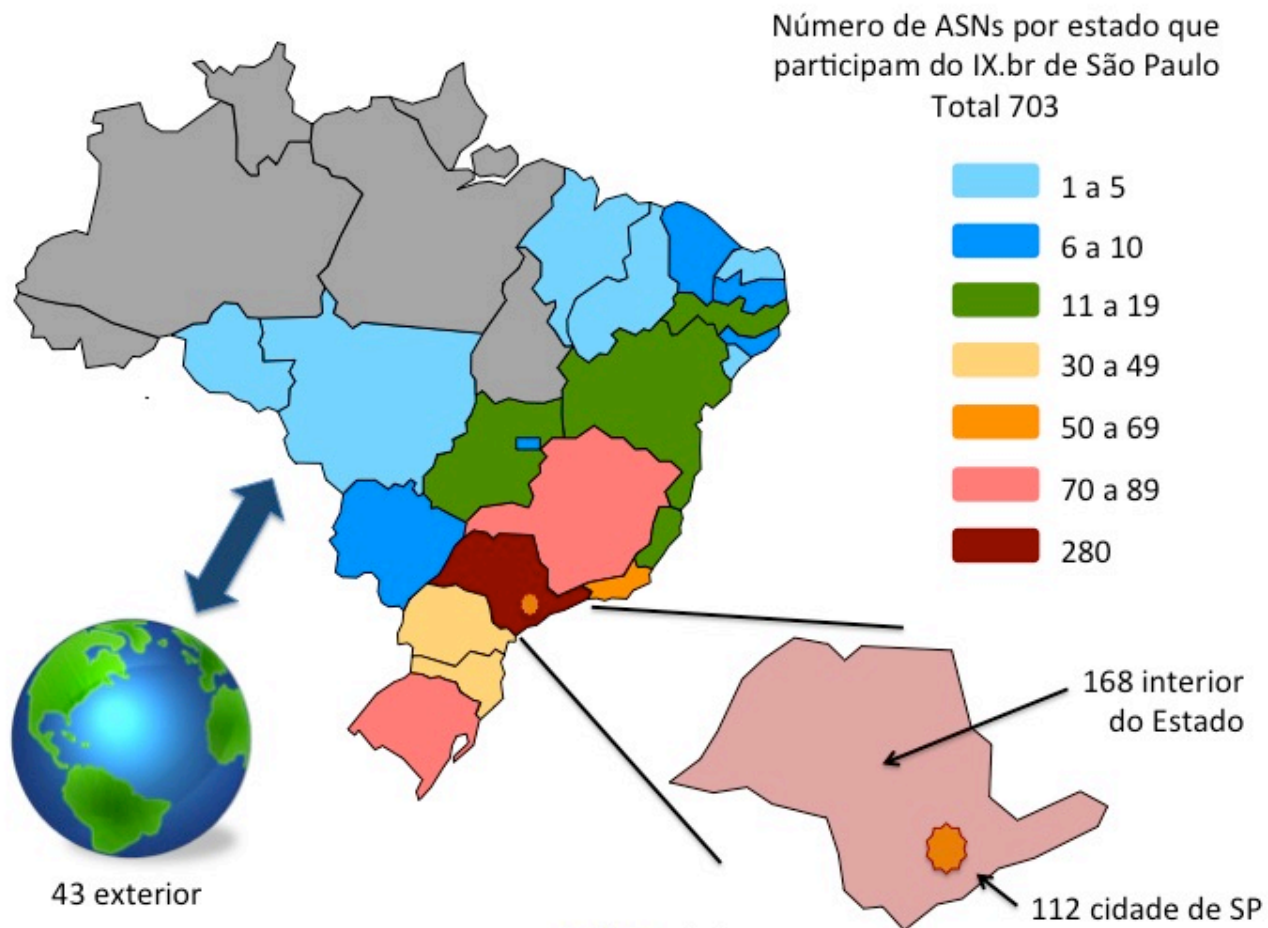 Número de ASNs por estado que
participam do IX.br de São Paulo
Total 703
1 a 5
6 a 10
11 a 19
30 a 49
50 a 69
70 a 89
280
168 interior
do Estado
43 exterior
112 cidade de SP